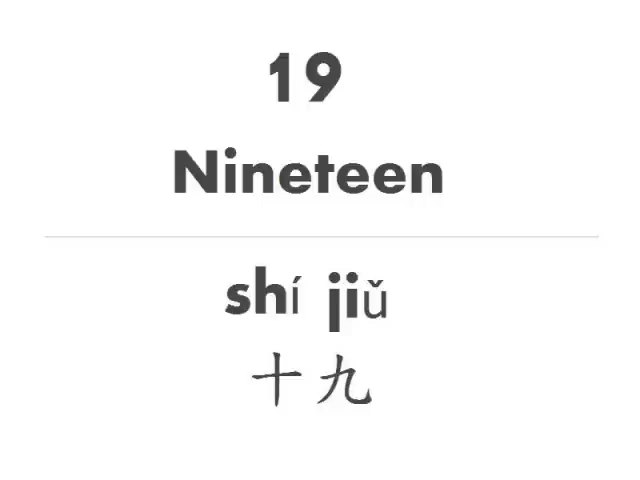 19
Nineteen
shí jiǔ
十九